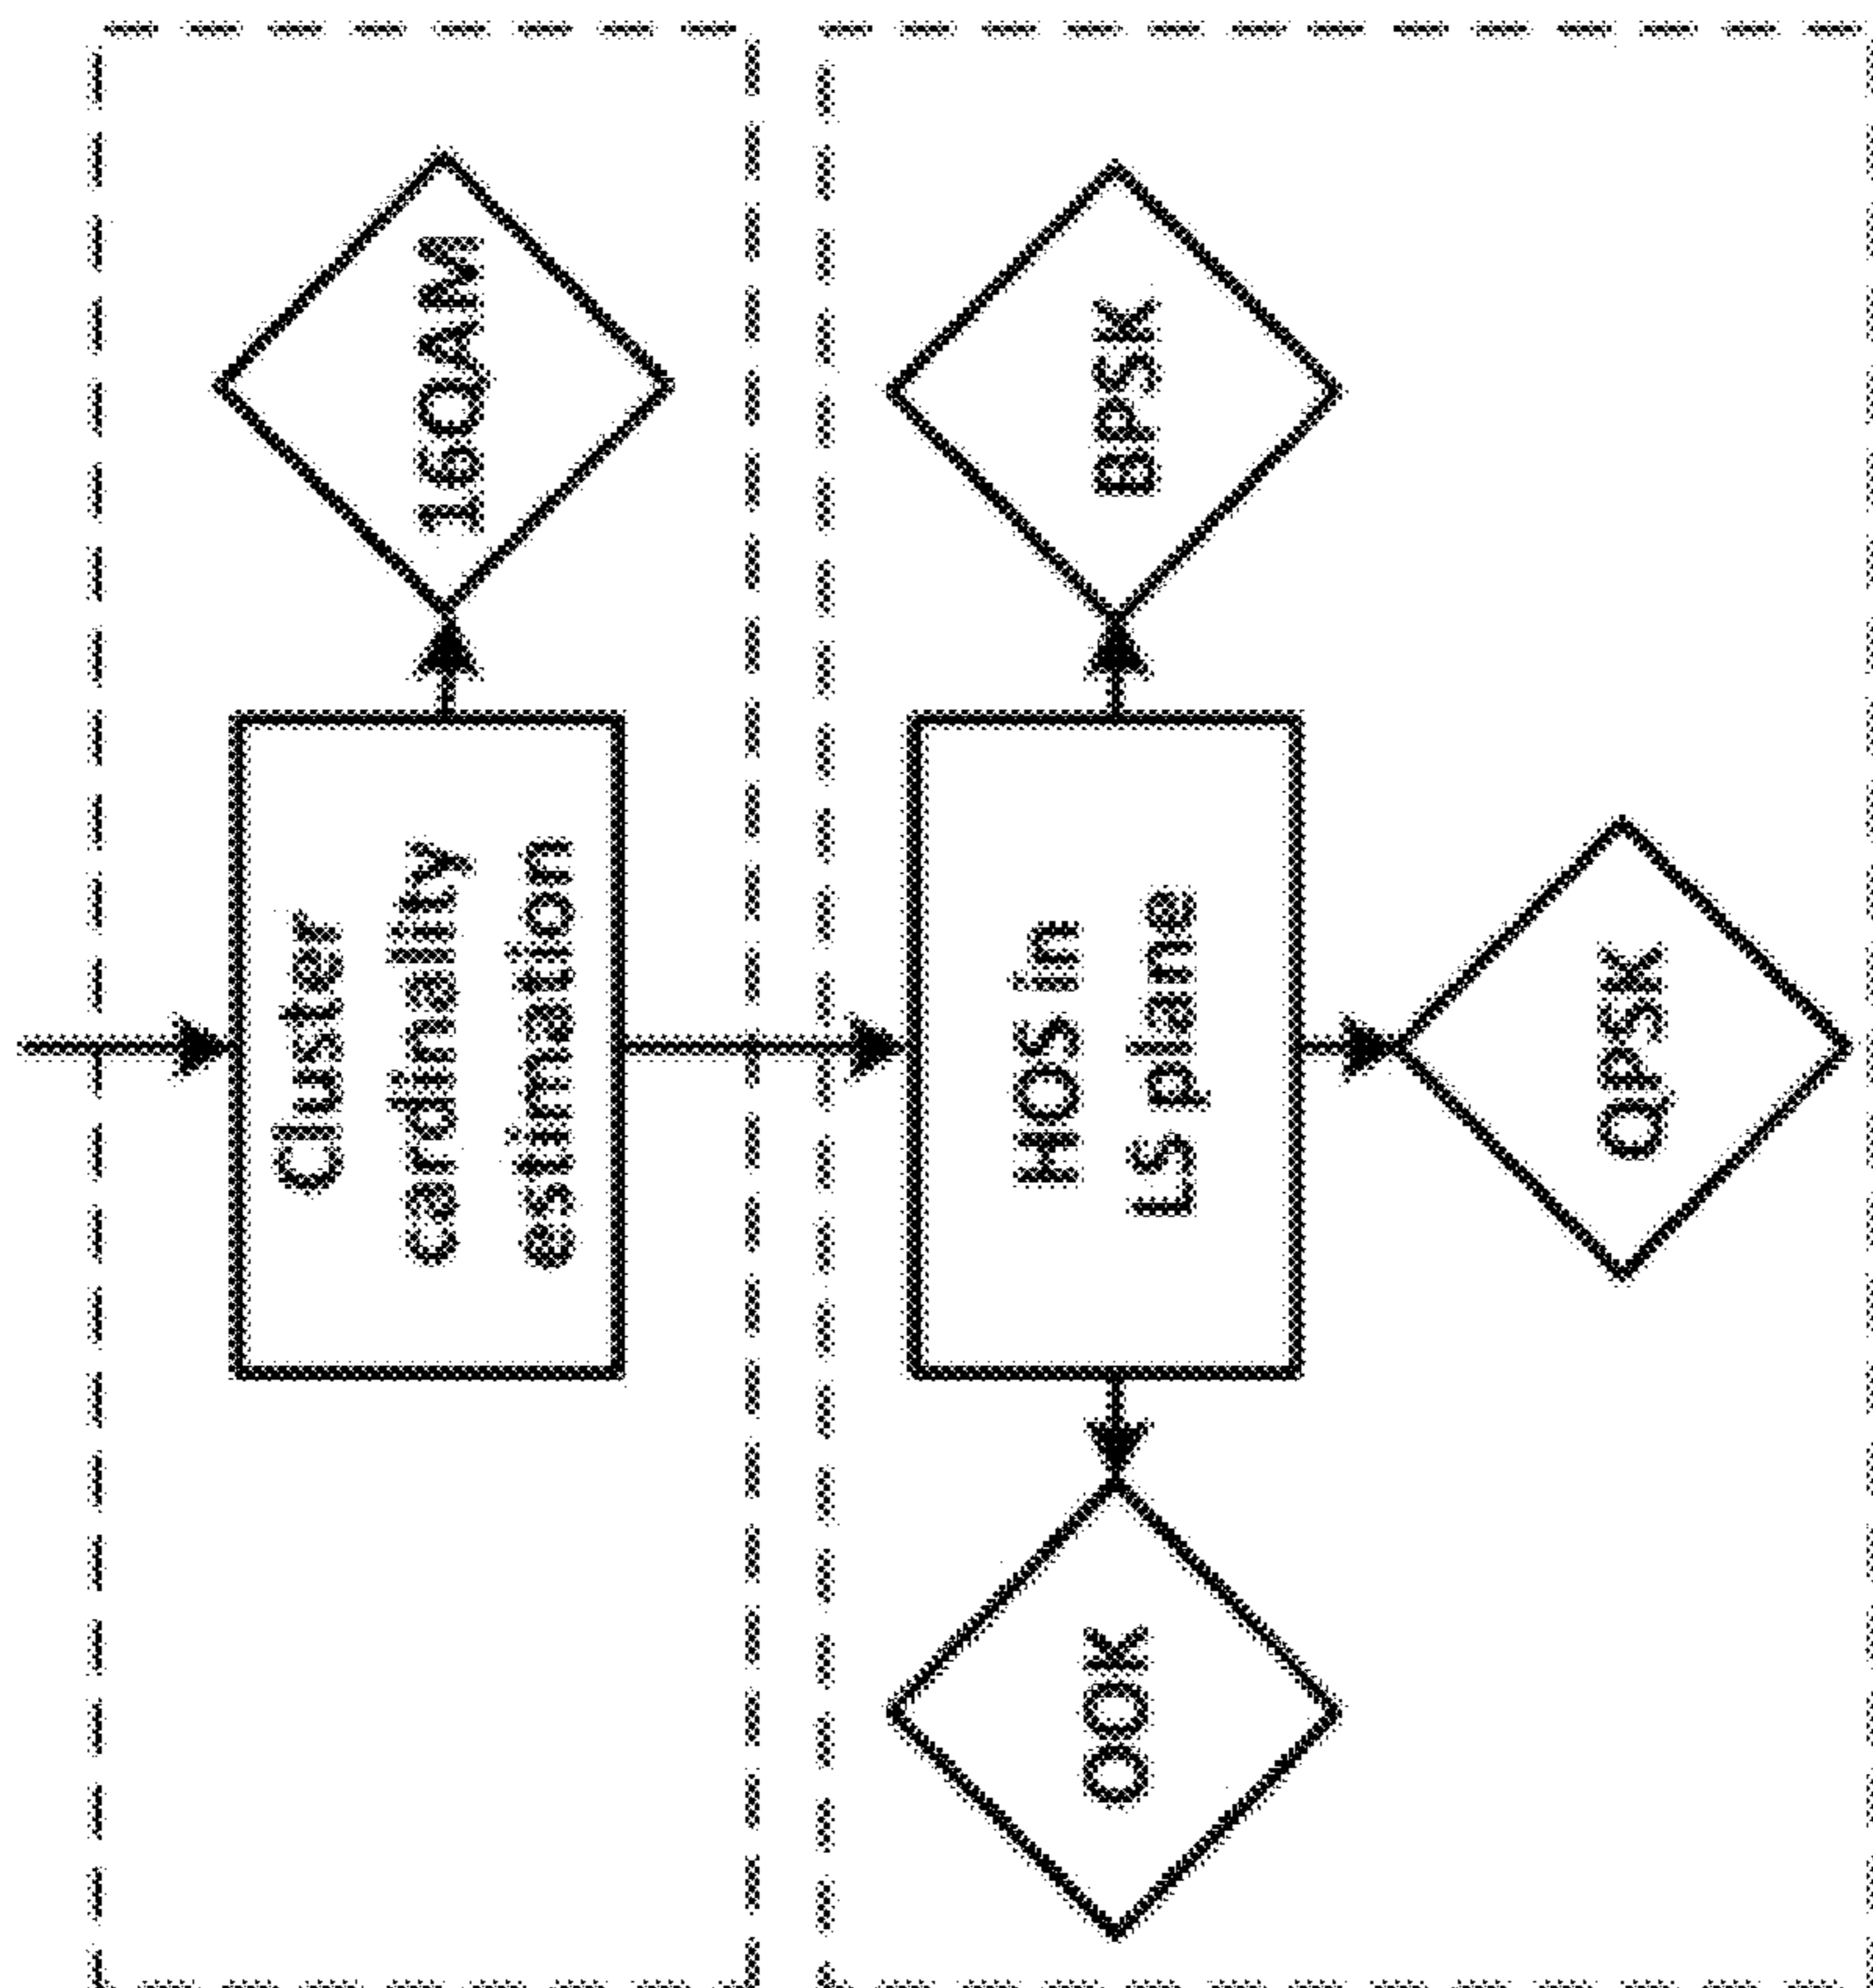 Cluster
cardinality
estimation
16QAM
HOS in
LS plane
BPSK
OOK
QPSK